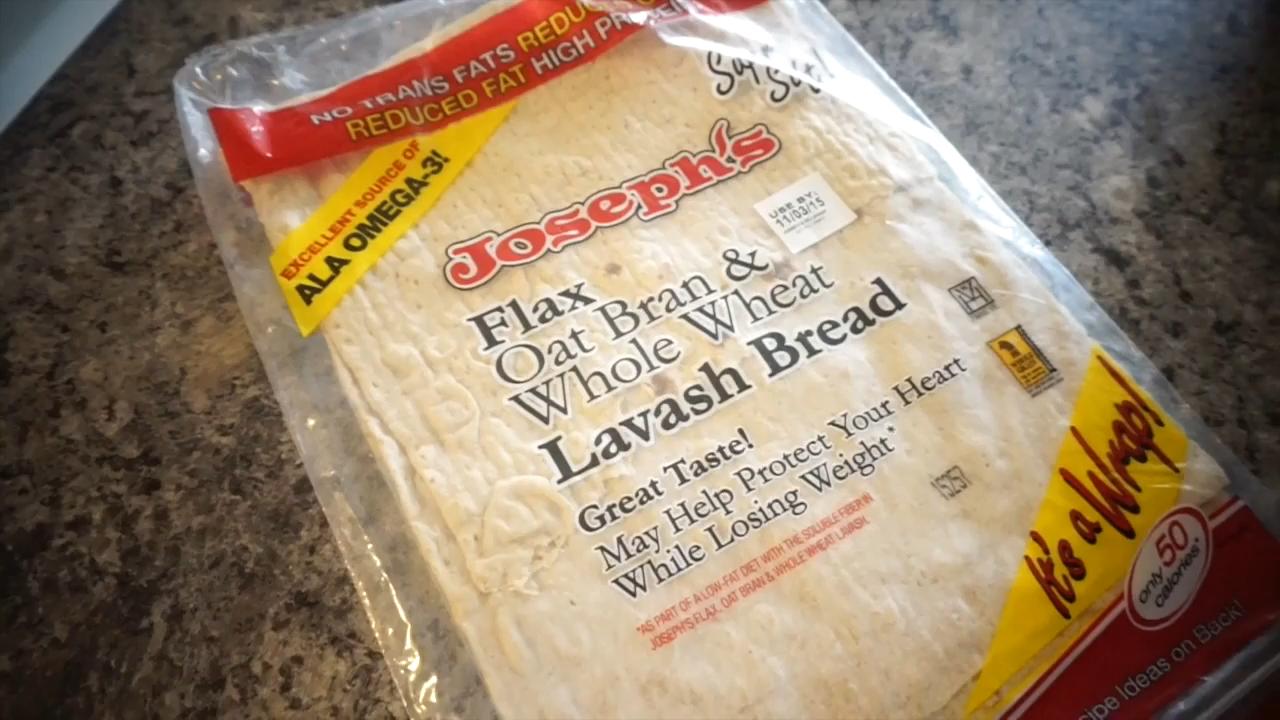 NO TRANS FATS REDUC
REDUCED FAT HIGH PROTEIN
EXCELLENT SOURCE OF
ALA OMEGA-3!
Joseph's
USE BY:
11/03/15
Flax
Oat Bran &
Whole Wheat
Lavash Bread
Great Taste!
May Help Protect Your Heart
While Losing Weight*
*AS PART OF A LOW-FAT DIET WITH THE SOLUBLE FIBER IN
JOSEPH'S FLAX, OAT BRAN & WHOLE WHEAT LAVASH.
It's a Wrap!
only 50
calories*
cipe Ideas on Back!